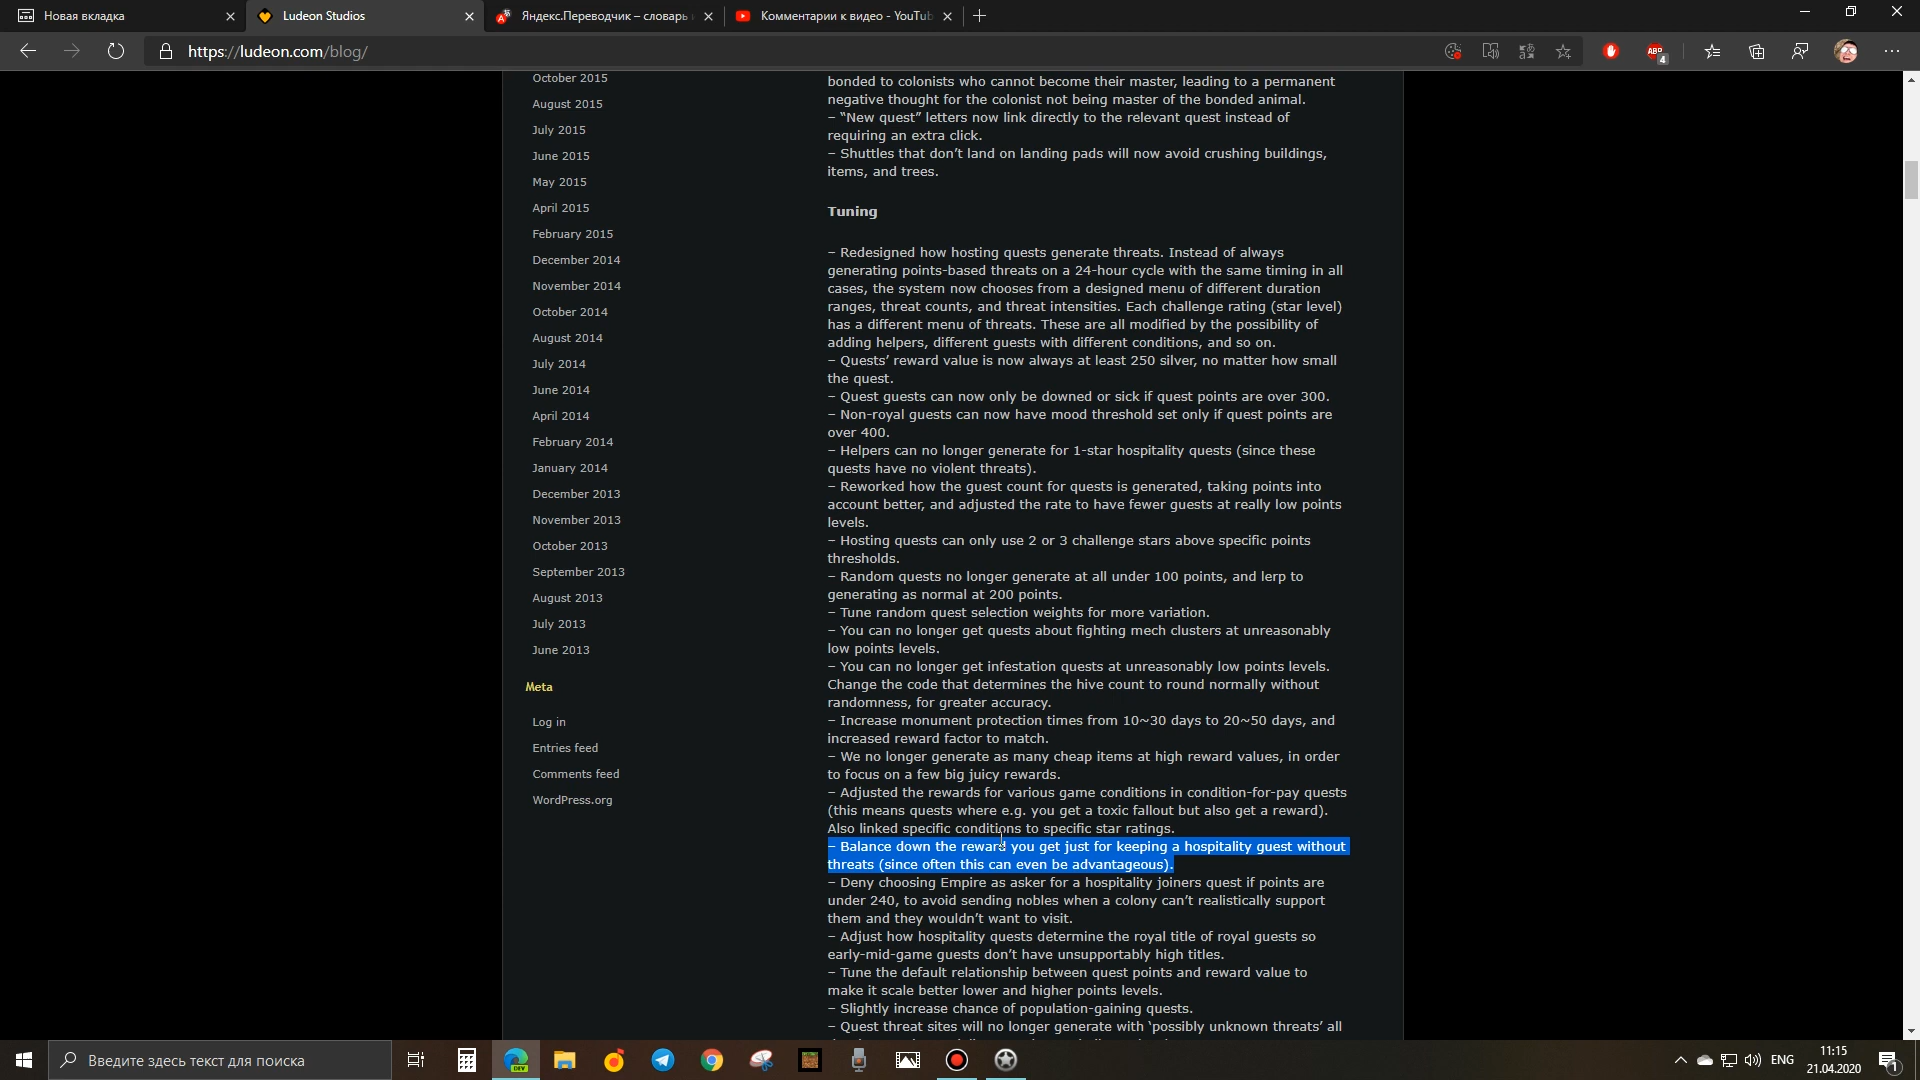 Новая вкладка
Ludeon Studios
Яндекс.Переводчик – словарь
Комментарии к видео - YouTub
https://ludeon.com/blog/
ABP
4
October 2015
August 2015
July 2015
June 2015
May 2015
April 2015
February 2015
December 2014
November 2014
October 2014
August 2014
July 2014
June 2014
April 2014
February 2014
January 2014
December 2013
November 2013
October 2013
September 2013
August 2013
July 2013
June 2013
Meta
Log in
Entries feed
Comments feed
WordPress.org
bonded to colonists who cannot become their master, leading to a permanent
negative thought for the colonist not being master of the bonded animal.
– “New quest” letters now link directly to the relevant quest instead of
requiring an extra click.
– Shuttles that don’t land on landing pads will now avoid crushing buildings,
items, and trees.
Tuning
– Redesigned how hosting quests generate threats. Instead of always
generating points-based threats on a 24-hour cycle with the same timing in all
cases, the system now chooses from a designed menu of different duration
ranges, threat counts, and threat intensities. Each challenge rating (star level)
has a different menu of threats. These are all modified by the possibility of
adding helpers, different guests with different conditions, and so on.
– Quests’ reward value is now always at least 250 silver, no matter how small
the quest.
– Quest guests can now only be downed or sick if quest points are over 300.
– Non-royal guests can now have mood threshold set only if quest points are
over 400.
– Helpers can no longer generate for 1-star hospitality quests (since these
quests have no violent threats).
– Reworked how the guest count for quests is generated, taking points into
account better, and adjusted the rate to have fewer guests at really low points
levels.
– Hosting quests can only use 2 or 3 challenge stars above specific points
thresholds.
– Random quests no longer generate at all under 100 points, and lerp to
generating as normal at 200 points.
– Tune random quest selection weights for more variation.
– You can no longer get quests about fighting mech clusters at unreasonably
low points levels.
– You can no longer get infestation quests at unreasonably low points levels.
Change the code that determines the hive count to round normally without
randomness, for greater accuracy.
– Increase monument protection times from 10~30 days to 20~50 days, and
increased reward factor to match.
– We no longer generate as many cheap items at high reward values, in order
to focus on a few big juicy rewards.
– Adjusted the rewards for various game conditions in condition-for-pay quests
(this means quests where e.g. you get a toxic fallout but also get a reward).
Also linked specific conditions to specific star ratings.
– Balance down the reward you get just for keeping a hospitality guest without
threats (since often this can even be advantageous).
– Deny choosing Empire as asker for a hospitality joiners quest if points are
under 240, to avoid sending nobles when a colony can’t realistically support
them and they wouldn’t want to visit.
– Adjust how hospitality quests determine the royal title of royal guests so
early-mid-game guests don’t have unsupportably high titles.
– Tune the default relationship between quest points and reward value to
make it scale better lower and higher points levels.
– Slightly increase chance of population-gaining quests.
– Quest threat sites will no longer generate with ‘possibly unknown threats’ all
Введите здесь текст для поиска
DEV
ENG
11:15
21.04.2020
1